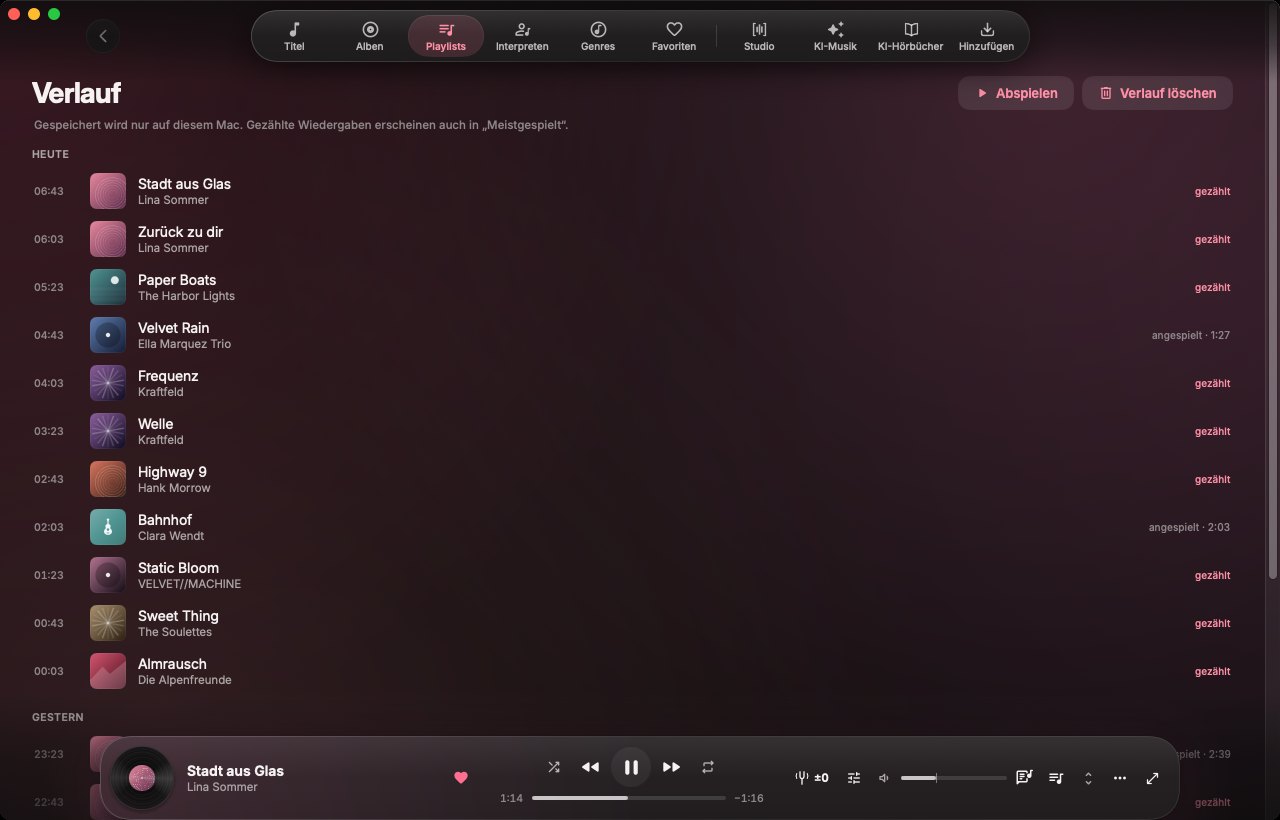 Titel
Alben
Playlists
Interpreten
Genres
Favoriten
Studio
KI-Musik
KI-Hörbücher
Hinzufügen
Verlauf
Abspielen
Verlauf löschen
Gespeichert wird nur auf diesem Mac. Gezählte Wiedergaben erscheinen auch in „Meistgespielt“.
HEUTE
06:43
Stadt aus Glas
Lina Sommer
gezählt
06:03
Zurück zu dir
Lina Sommer
gezählt
05:23
Paper Boats
The Harbor Lights
gezählt
04:43
Velvet Rain
Ella Marquez Trio
angespielt · 1:27
04:03
Frequenz
Kraftfeld
gezählt
03:23
Welle
Kraftfeld
gezählt
02:43
Highway 9
Hank Morrow
gezählt
02:03
Bahnhof
Clara Wendt
angespielt · 2:03
01:23
Static Bloom
VELVET//MACHINE
gezählt
00:43
Sweet Thing
The Soulettes
gezählt
00:03
Almrausch
Die Alpenfreunde
gezählt
GESTERN
23:23
spielt · 2:39
22:43
gezählt
Stadt aus Glas
Lina Sommer
1:14
−1:16
±0